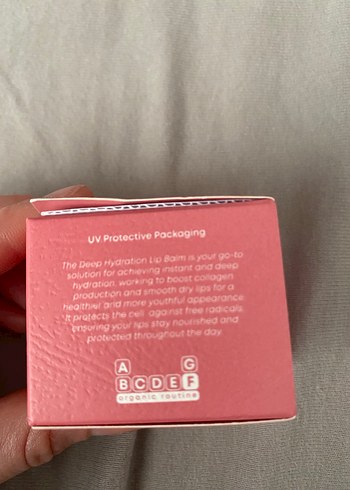 UV Protective Packaging
The Deep Hydration Lip Balm is your go-to
solution for achieving instant and deep
hydration, working to boost collagen
production and smooth dry lips for a
healthier and more youthful appearance.
It protects the cell against free radicals,
ensuring your lips stay nourished and
protected throughout the day.
A G
B C D E F
organic routine